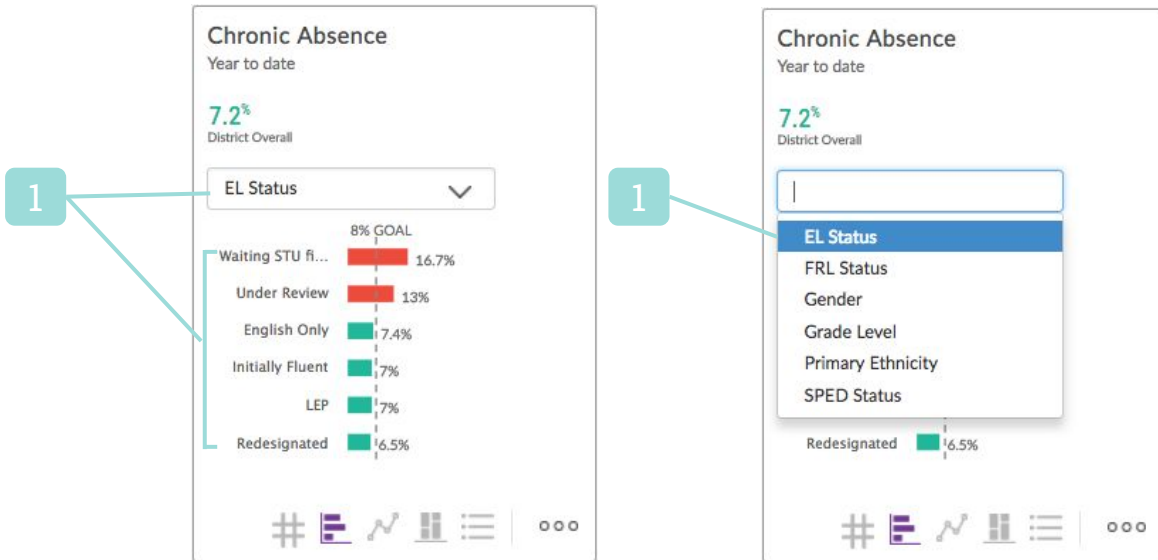 Chronic Absence
Year to date
7.2%
District Overall
1
EL Status
8% GOAL
Waiting STU fi... 16.7%
Under Review 13%
English Only 7.4%
Initially Fluent 7%
LEP 7%
Redesignated 6.5%
Chronic Absence
Year to date
7.2%
District Overall
1
EL Status
FRL Status
Gender
Grade Level
Primary Ethnicity
SPED Status
Redesignated 6.5%